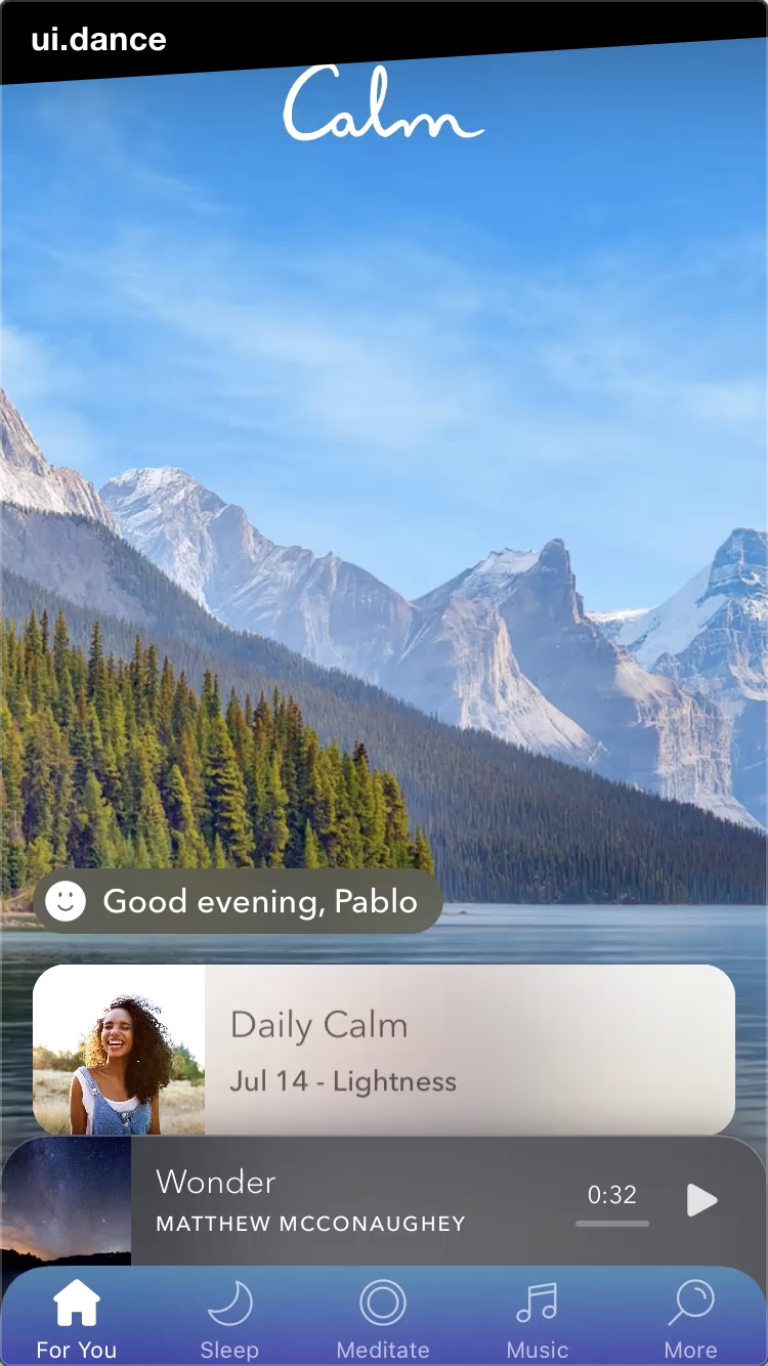 ui.dance
Calm
Good evening, Pablo
Daily Calm
Jul 14 - Lightness
Wonder
MATTHEW MCCONAUGHEY
0:32
For You
Sleep
Meditate
Music
More